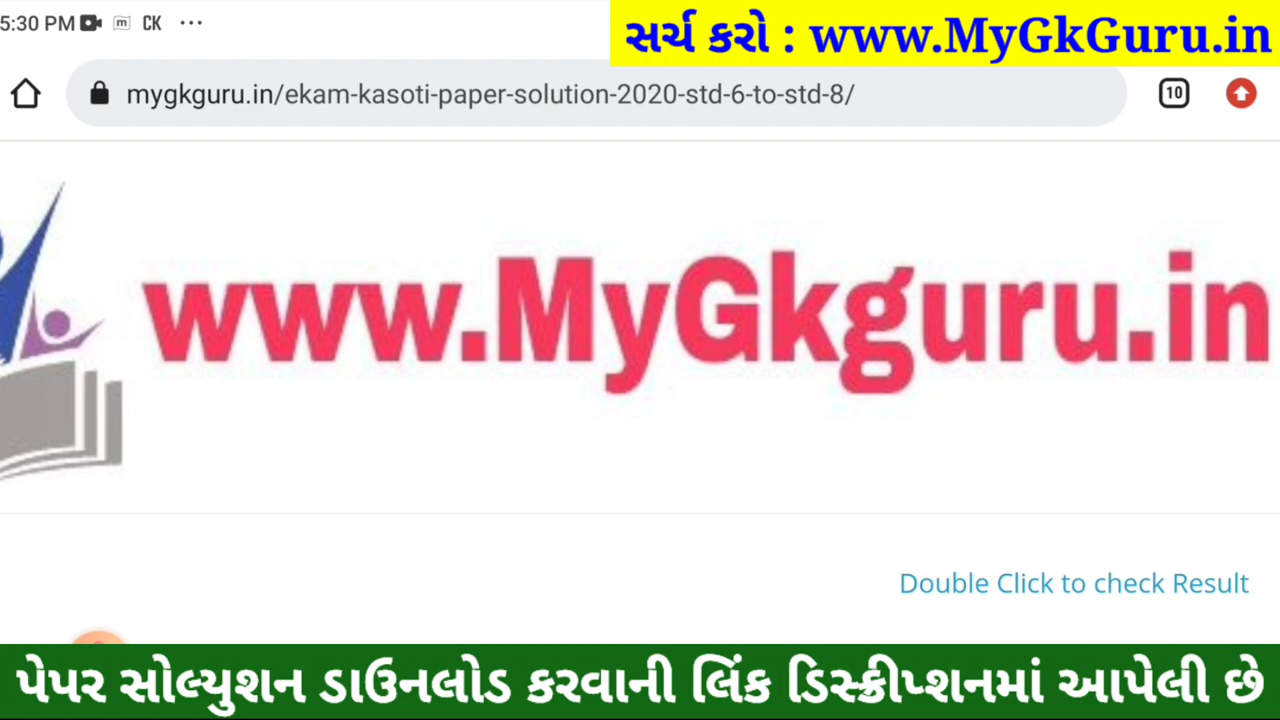 5:30 PM m CK ...
સર્ચ કરો : www.MyGkGuru.in
mygkguru.in/ekam-kasoti-paper-solution-2020-std-6-to-std-8/
10
www.MyGkguru.in
Double Click to check Result
પેપર સોલ્યુશન ડાઉનલોડ કરવાની લિંક ડિસ્ક્રીપ્શનમાં આપેલી છે